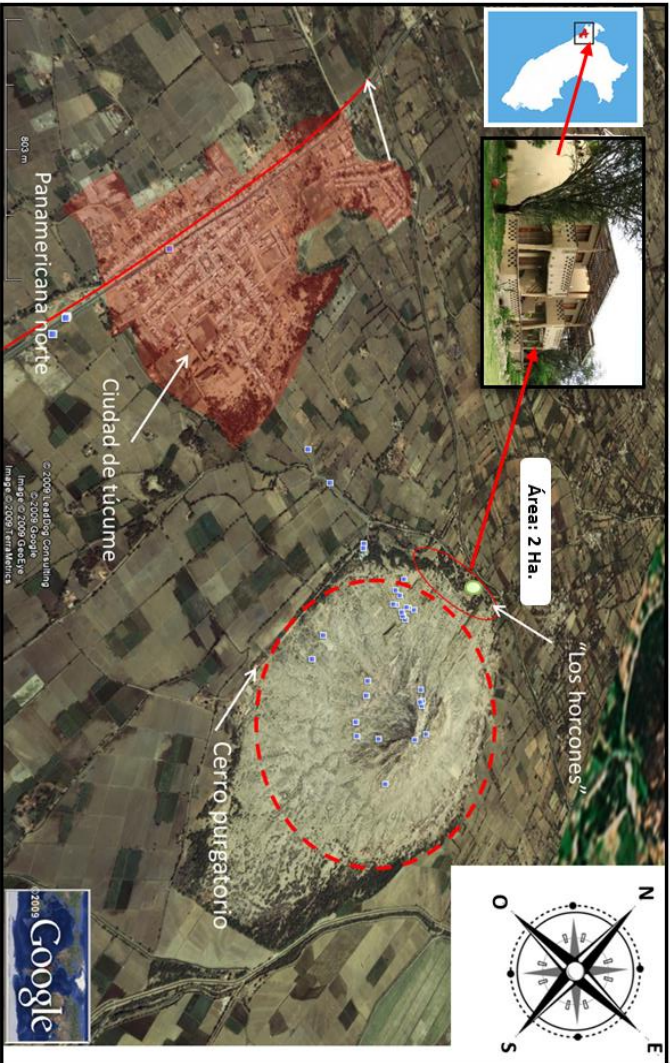 Área: 2 Ha.
"Los horcones"
N
E
O
S
Ciudad de túcume
Cerro purgatorio
Panamericana norte
803 m
© 2009 LeadDog Consulting
© 2009 Google
Image © 2009 GeoEye
Image © 2009 TerraMetrics
©2009
Google